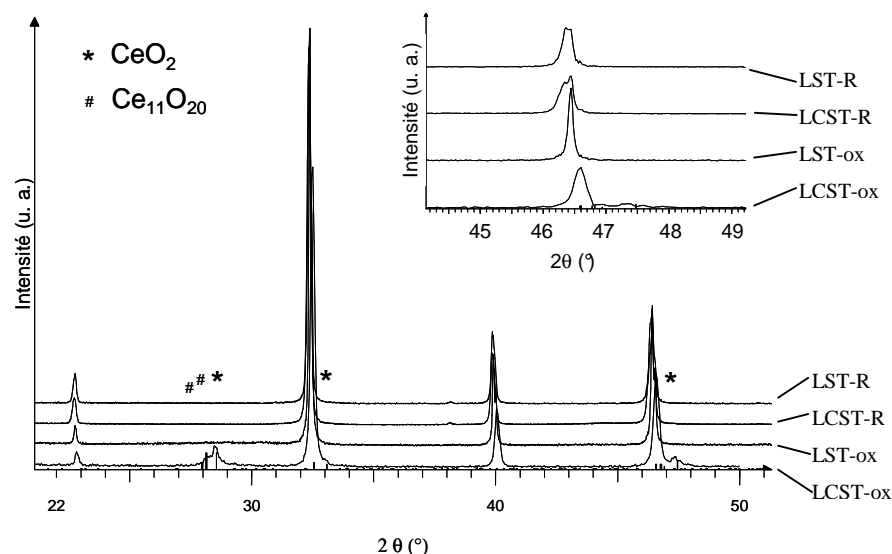 * CeO2
# Ce11O20
Intensité (u. a.)
Intensité (u. a.)
LST-R
LCST-R
LST-ox
LCST-ox
45 46 47 48 49
2θ (°)
# # * * *
LST-R
LCST-R
LST-ox
LCST-ox
22 30 40 50
2 θ (°)